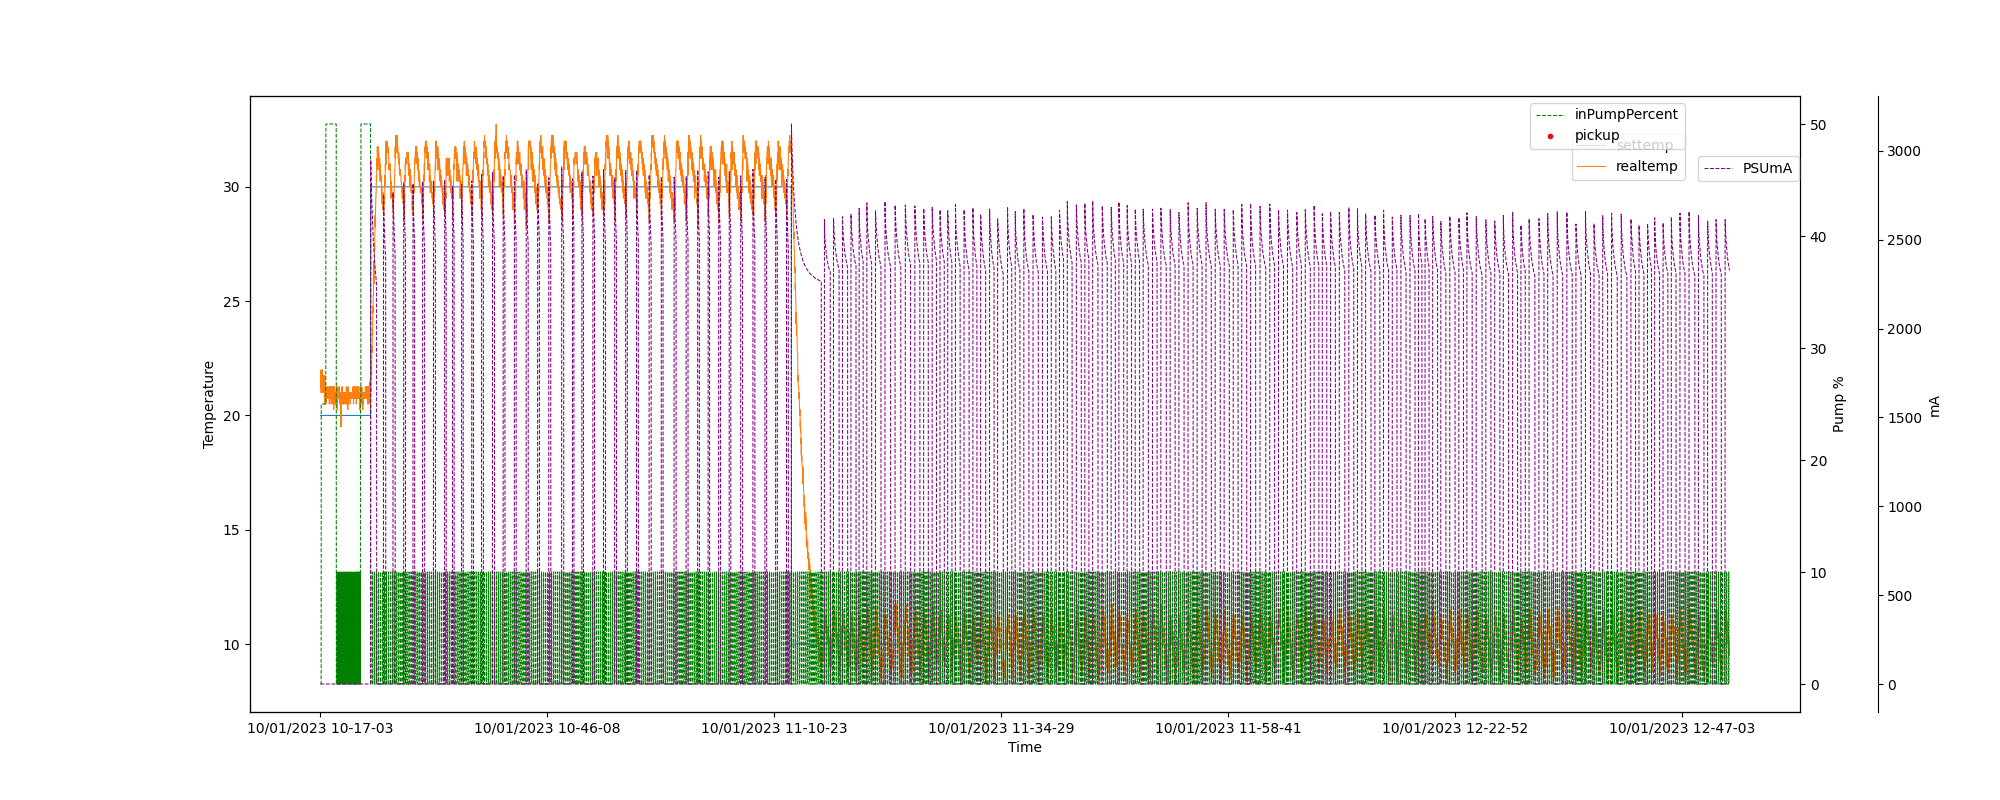 inPumpPercent
pickup
settemp
realtemp
PSUmA
30
25
20
15
10
Temperature
50
40
30
20
10
0
Pump %
3000
2500
2000
1500
1000
500
0
mA
10/01/2023 10-17-03
10/01/2023 10-46-08
10/01/2023 11-10-23
10/01/2023 11-34-29
10/01/2023 11-58-41
10/01/2023 12-22-52
10/01/2023 12-47-03
Time